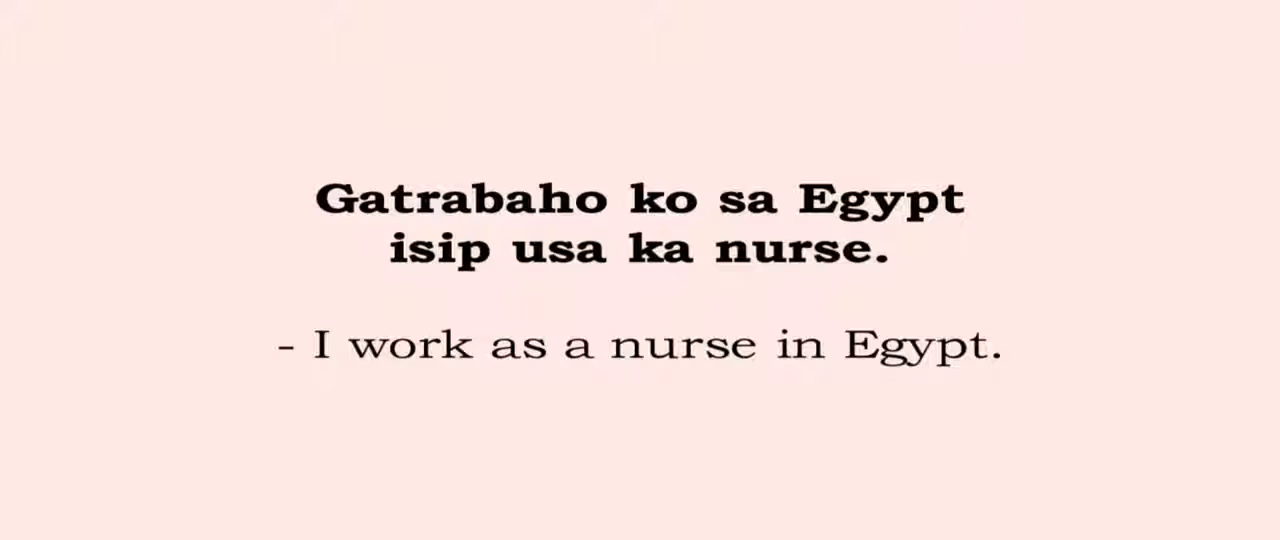 Gatrabaho ko sa Egypt
isip usa ka nurse.
- I work as a nurse in Egypt.